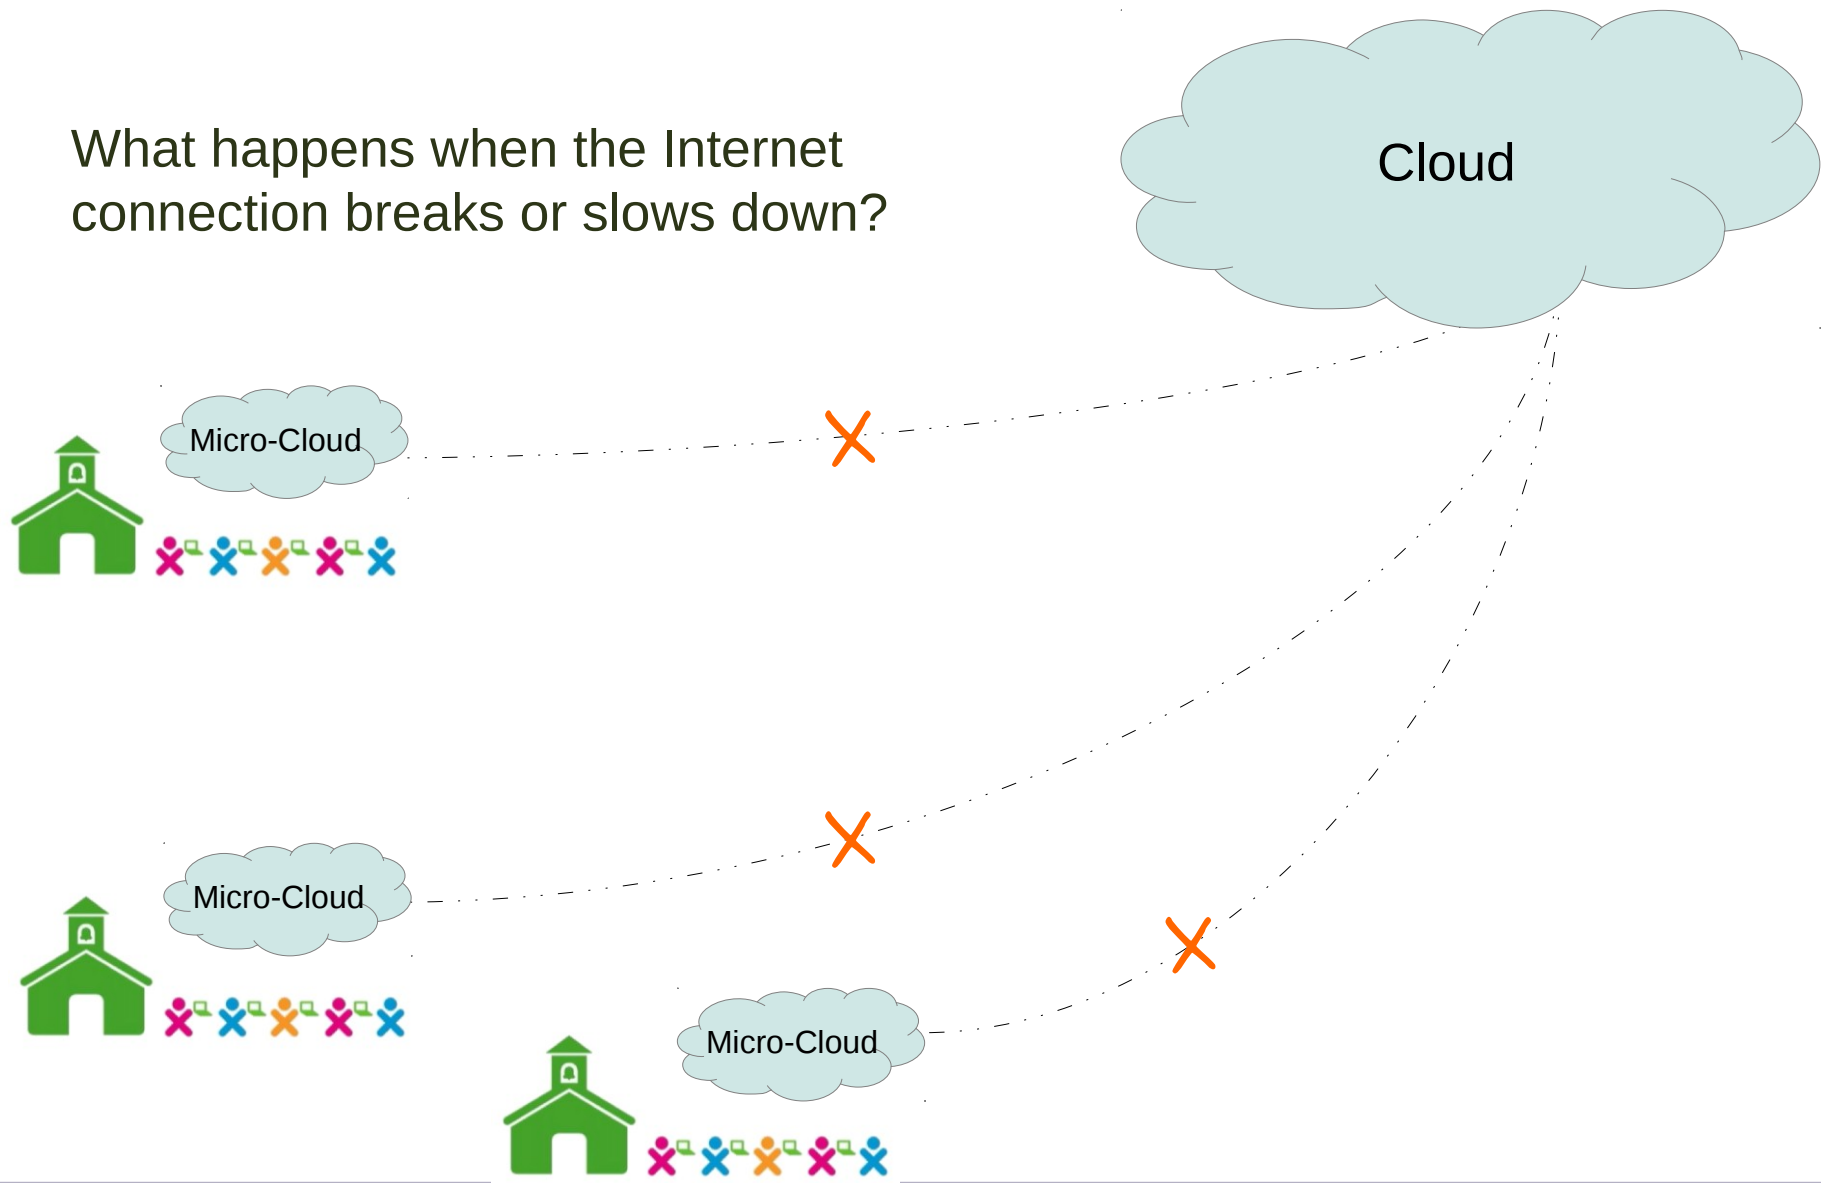 What happens when the Internet
connection breaks or slows down?
Cloud
Micro-Cloud
Micro-Cloud
Micro-Cloud